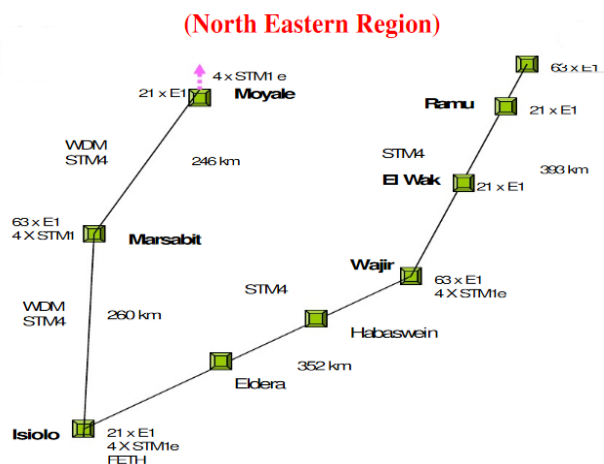 (North Eastern Region)
4 x STM1 e
21 x E1
Moyale
63 x E1
Ramu
21 x E1
WDM
STM4
246 km
STM4
393 km
El Wak
21 x E1
63 x E1
4 X STM1
Marsabit
Wajir
63 x E1
4 X STM1e
STM4
WDM
STM4
260 km
Habaswein
352 km
Eldera
Isiolo
21 x E1
4 X STM1e
FETH